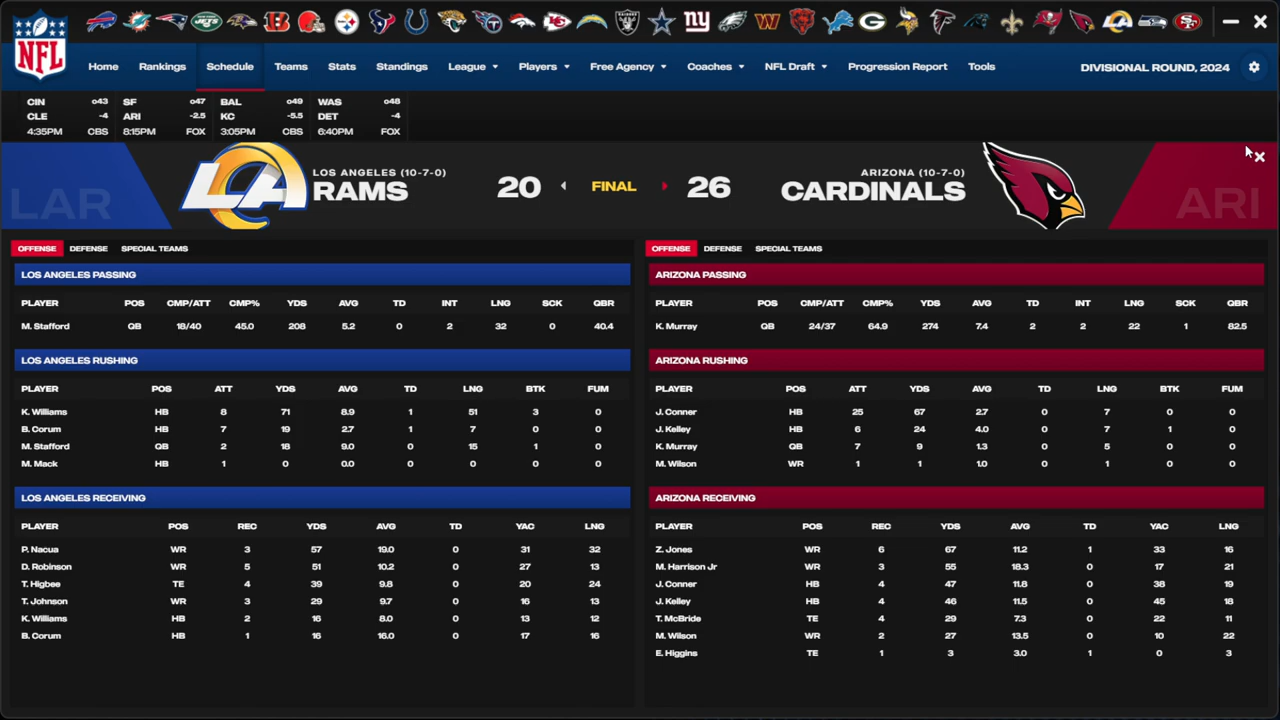 NFL
Home Rankings Schedule Teams Stats Standings League Players Free Agency Coaches NFL Draft Progression Report Tools DIVISIONAL ROUND, 2024
CIN o43 SF o47 BAL o49 WAS o48
CLE -4 ARI -2.5 KC -5.5 DET -4
4:35PM CBS 8:15PM FOX 3:05PM CBS 6:40PM FOX
LAR LA LOS ANGELES (10-7-0) RAMS 20 FINAL 26 ARIZONA (10-7-0) CARDINALS ARI
OFFENSE DEFENSE SPECIAL TEAMS
LOS ANGELES PASSING
PLAYER POS CMP/ATT CMP% YDS AVG TD INT LNG SCK QBR
M. Stafford QB 18/40 45.0 208 5.2 0 2 32 0 40.4
LOS ANGELES RUSHING
PLAYER POS ATT YDS AVG TD LNG BTK FUM
K. Williams HB 8 71 8.9 1 51 3 0
B. Corum HB 7 19 2.7 1 7 0 0
M. Stafford QB 2 18 9.0 0 15 1 0
M. Mack HB 1 0 0.0 0 0 0 0
LOS ANGELES RECEIVING
PLAYER POS REC YDS AVG TD YAC LNG
P. Nacua WR 3 57 19.0 0 31 32
D. Robinson WR 5 51 10.2 0 27 13
T. Higbee TE 4 39 9.8 0 20 24
T. Johnson WR 3 29 9.7 0 16 13
K. Williams HB 2 16 8.0 0 13 12
B. Corum HB 1 16 16.0 0 17 16
OFFENSE DEFENSE SPECIAL TEAMS
ARIZONA PASSING
PLAYER POS CMP/ATT CMP% YDS AVG TD INT LNG SCK QBR
K. Murray QB 24/37 64.9 274 7.4 2 2 22 1 82.5
ARIZONA RUSHING
PLAYER POS ATT YDS AVG TD LNG BTK FUM
J. Conner HB 25 67 2.7 0 7 0 0
J. Kelley HB 6 24 4.0 0 7 1 0
K. Murray QB 7 9 1.3 0 5 0 0
M. Wilson WR 1 1 1.0 0 1 0 0
ARIZONA RECEIVING
PLAYER POS REC YDS AVG TD YAC LNG
Z. Jones WR 6 67 11.2 1 33 16
M. Harrison Jr WR 3 55 18.3 0 17 21
J. Conner HB 4 47 11.8 0 38 19
J. Kelley HB 4 46 11.5 0 45 18
T. McBride TE 4 29 7.3 0 22 11
M. Wilson WR 2 27 13.5 0 10 22
E. Higgins TE 1 3 3.0 1 0 3